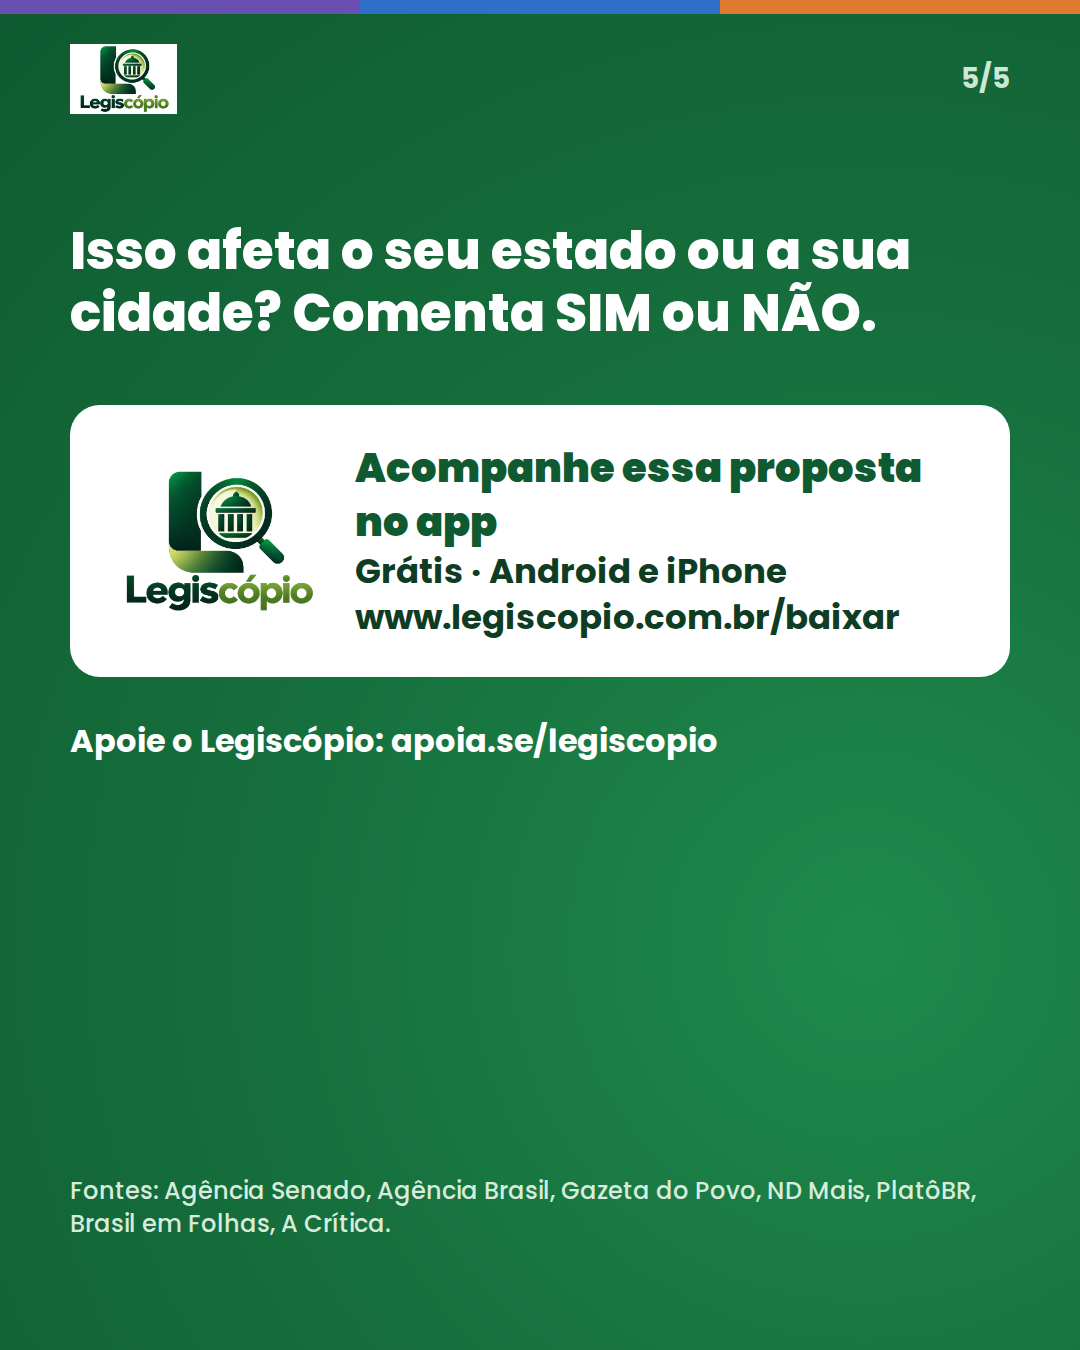 Legiscópio
5/5
Isso afeta o seu estado ou a sua
cidade? Comenta SIM ou NÃO.
Legiscópio
Acompanhe essa proposta
no app
Grátis · Android e iPhone
www.legiscopio.com.br/baixar
Apoie o Legiscópio: apoia.se/legiscopio
Fontes: Agência Senado, Agência Brasil, Gazeta do Povo, ND Mais, PlatôBR,
Brasil em Folhas, A Crítica.